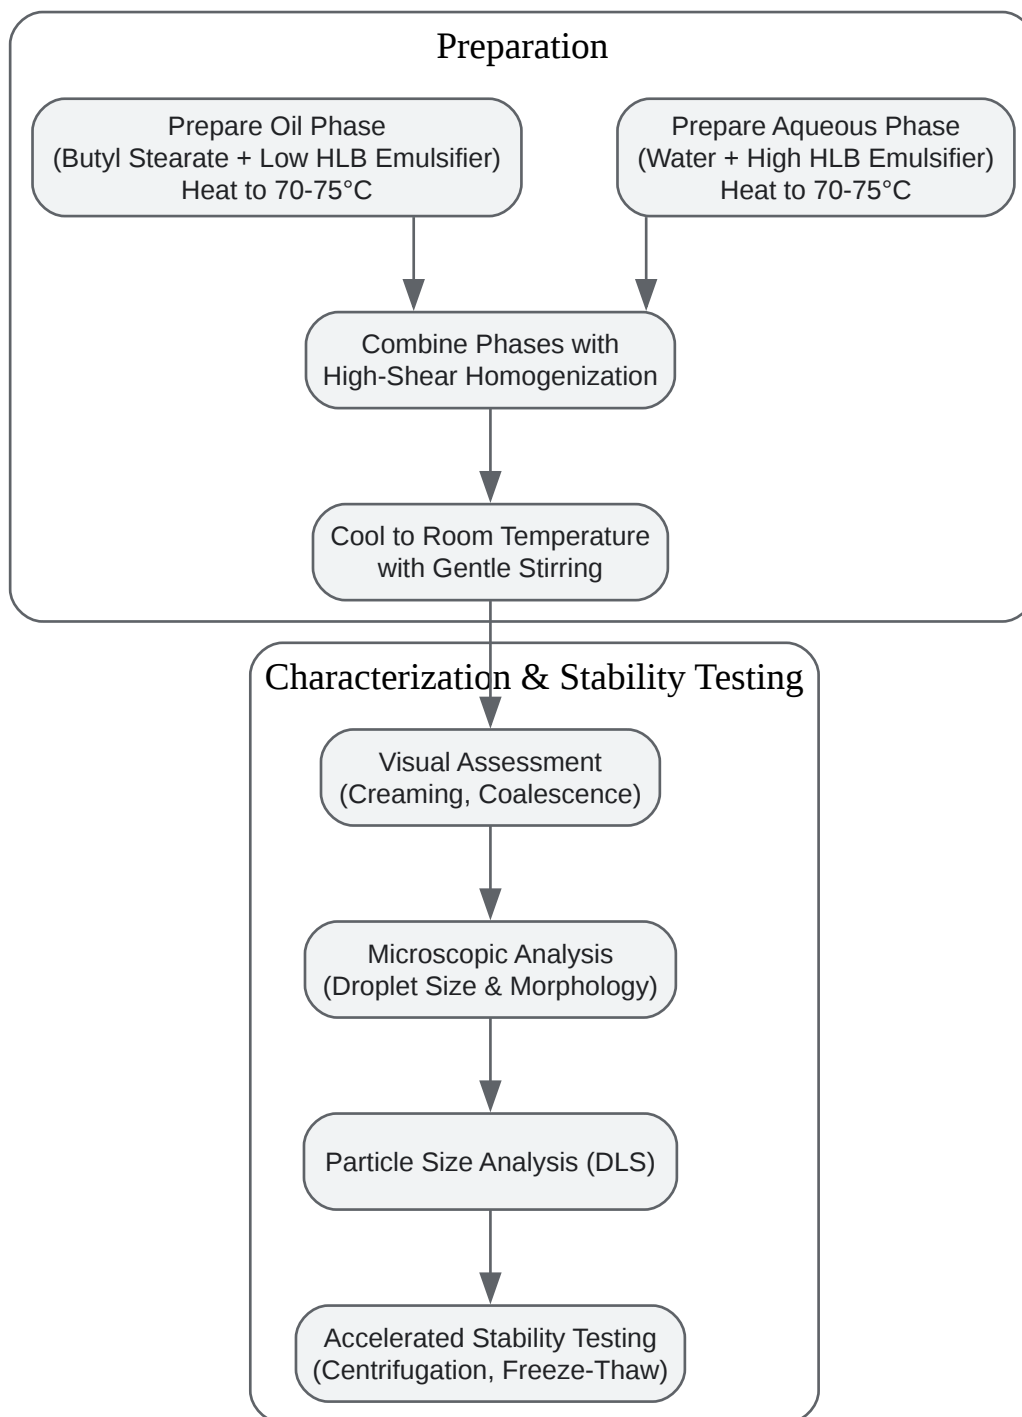 Preparation
Prepare Oil Phase
(Butyl Stearate + Low HLB Emulsifier)
Heat to 70-75°C
Prepare Aqueous Phase
(Water + High HLB Emulsifier)
Heat to 70-75°C
Combine Phases with
High-Shear Homogenization
Cool to Room Temperature
with Gentle Stirring
Characterization & Stability Testing
Visual Assessment
(Creaming, Coalescence)
Microscopic Analysis
(Droplet Size & Morphology)
Particle Size Analysis (DLS)
Accelerated Stability Testing
(Centrifugation, Freeze-Thaw)